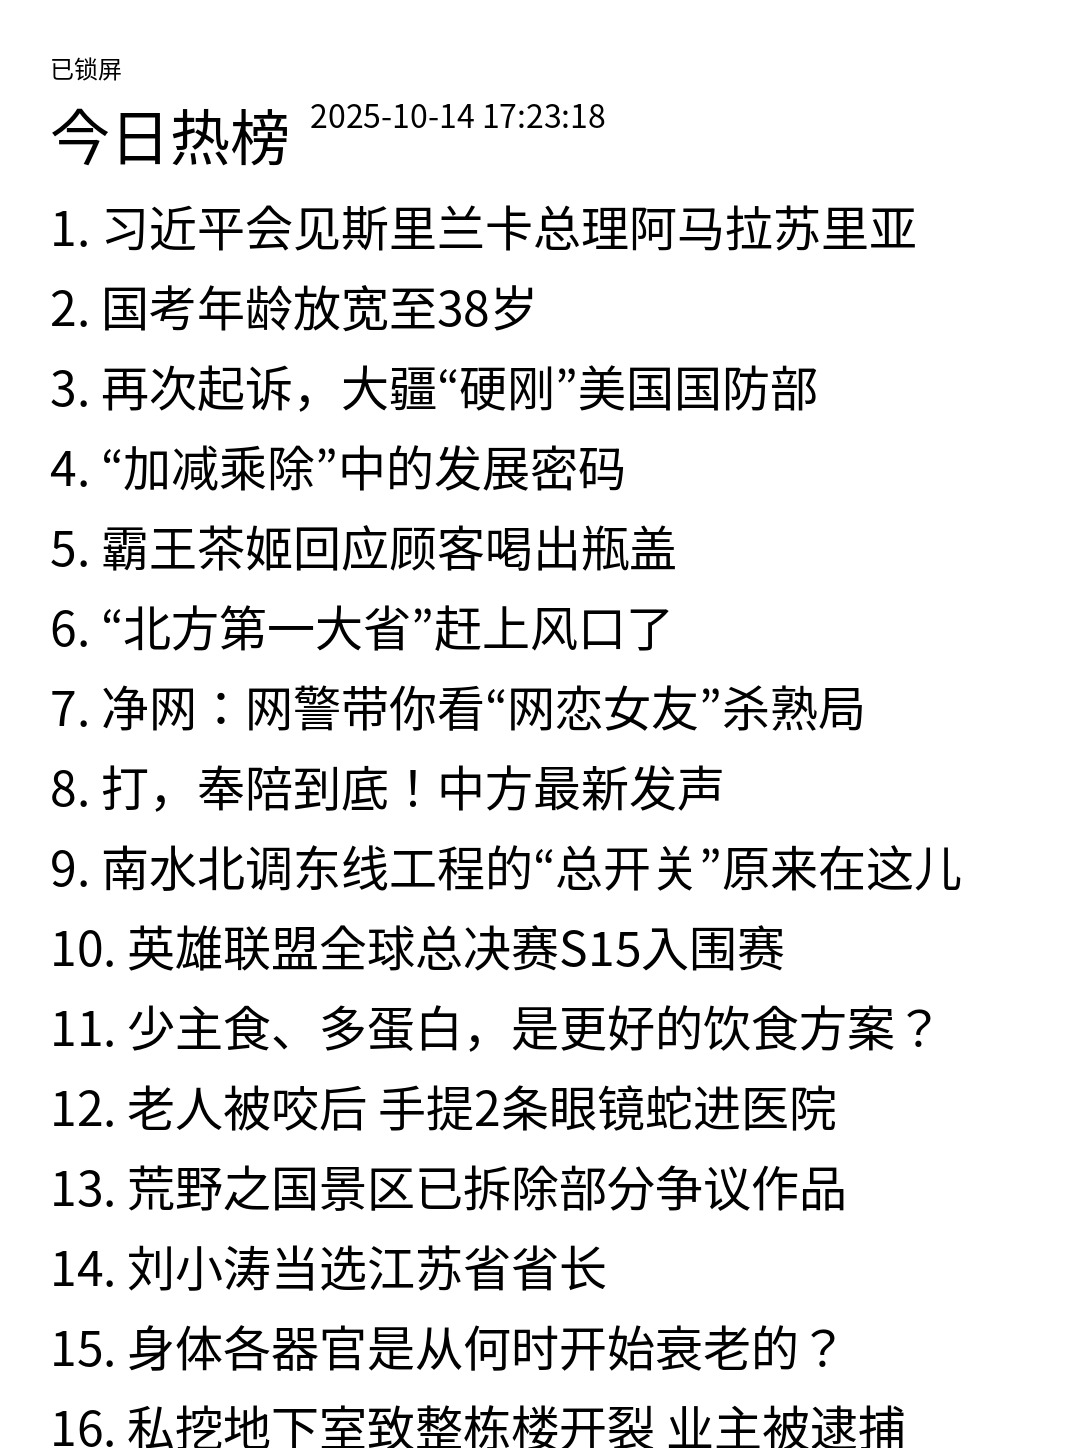 已锁屏
今日热榜 2025-10-14 17:23:18
1. 习近平会见斯里兰卡总理阿马拉苏里亚
2. 国考年龄放宽至38岁
3. 再次起诉，大疆“硬刚”美国国防部
4. “加减乘除”中的发展密码
5. 霸王茶姬回应顾客喝出瓶盖
6. “北方第一大省”赶上风口了
7. 净网：网警带你看“网恋女友”杀熟局
8. 打，奉陪到底！中方最新发声
9. 南水北调东线工程的“总开关”原来在这儿
10. 英雄联盟全球总决赛S15入围赛
11. 少主食、多蛋白，是更好的饮食方案？
12. 老人被咬后 手提2条眼镜蛇进医院
13. 荒野之国景区已拆除部分争议作品
14. 刘小涛当选江苏省省长
15. 身体各器官是从何时开始衰老的？
16. 私挖地下室致整栋楼开裂 业主被逮捕